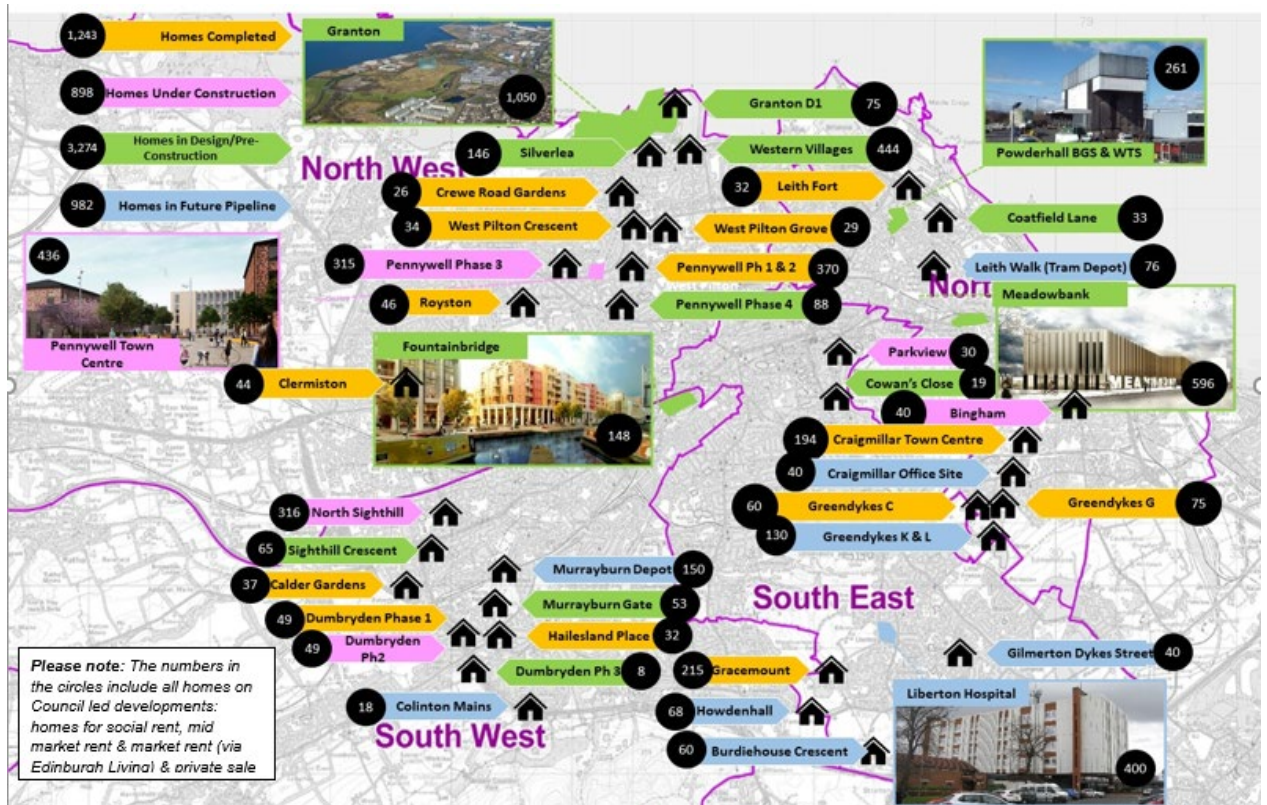 1,243 Homes Completed
898 Homes Under Construction
3,274 Homes in Design/Pre-
Construction
982 Homes in Future Pipeline
Granton
1,050
261
Powderhall BGS & WTS
Granton D1 75
North West
146 Silverlea
Western Villages 444
26 Crewe Road Gardens
32 Leith Fort
34 West Pilton Crescent
West Pilton Grove 29
Coatfield Lane 33
436
Pennywell Town
Centre
315 Pennywell Phase 3
Pennywell Ph 1 & 2 370
Leith Walk (Tram Depot) 76
46 Royston
Pennywell Phase 4 88
Nort
Meadowbank
596
MEA
Fountainbridge
148
44 Clermiston
Parkview 30
Cowan's Close 19
40 Bingham
194 Craigmillar Town Centre
40 Craigmillar Office Site
60 Greendykes C
Greendykes G 75
130 Greendykes K & L
316 North Sighthill
65 Sighthill Crescent
37 Calder Gardens
Murrayburn Depot 150
Murrayburn Gate 53
South East
49 Dumbryden Phase 1
Hailesland Place 32
49 Dumbryden
Ph2
Dumbryden Ph 3 8
215 Gracemount
Gilmerton Dykes Street 40
18 Colinton Mains
68 Howdenhall
South West
60 Burdiehouse Crescent
Liberton Hospital
400
Please note: The numbers in
the circles include all homes on
Council led developments:
homes for social rent, mid
market rent & market rent (via
Edinburgh Living) & private sale